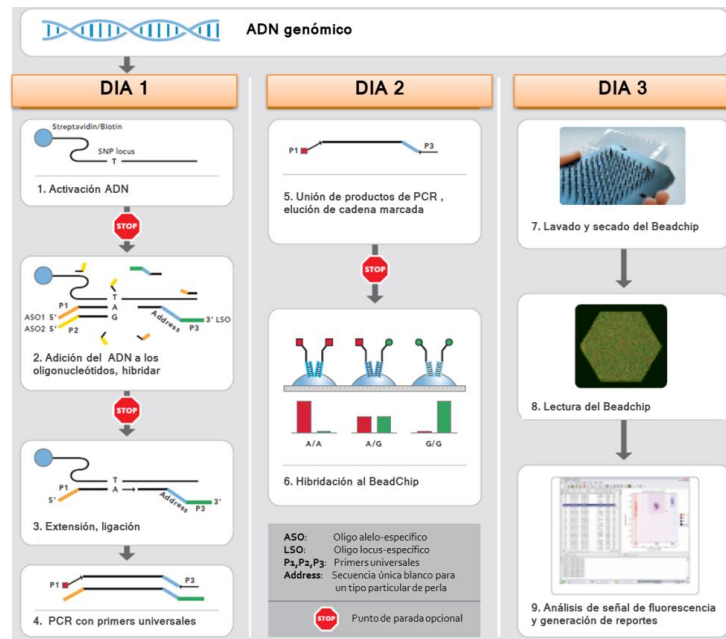 ADN genómico
DIA 1
Streptavidin/Biotin
SNP locus
T
1. Activación ADN
STOP
T
P1
A
ASO1 5'
G
ASO2 5'
P2
Address
P3
3' LSO
2. Adición del ADN a los
oligonucleótidos, hibridar
STOP
T
P1
A
5'
Address
P3
3'
3. Extensión, ligación
P1
P3
4. PCR con primers universales
DIA 2
P1
P3
5. Unión de productos de PCR ,
elución de cadena marcada
STOP
A/A
A/G
G/G
6. Hibridación al BeadChip
ASO: Oligo alelo-específico
LSO: Oligo locus-específico
P1,P2,P3: Primers universales
Address: Secuencia única blanco para
un tipo particular de perla
STOP Punto de parada opcional
DIA 3
7. Lavado y secado del Beadchip
8. Lectura del Beadchip
9. Análisis de señal de fluorescencia
y generación de reportes